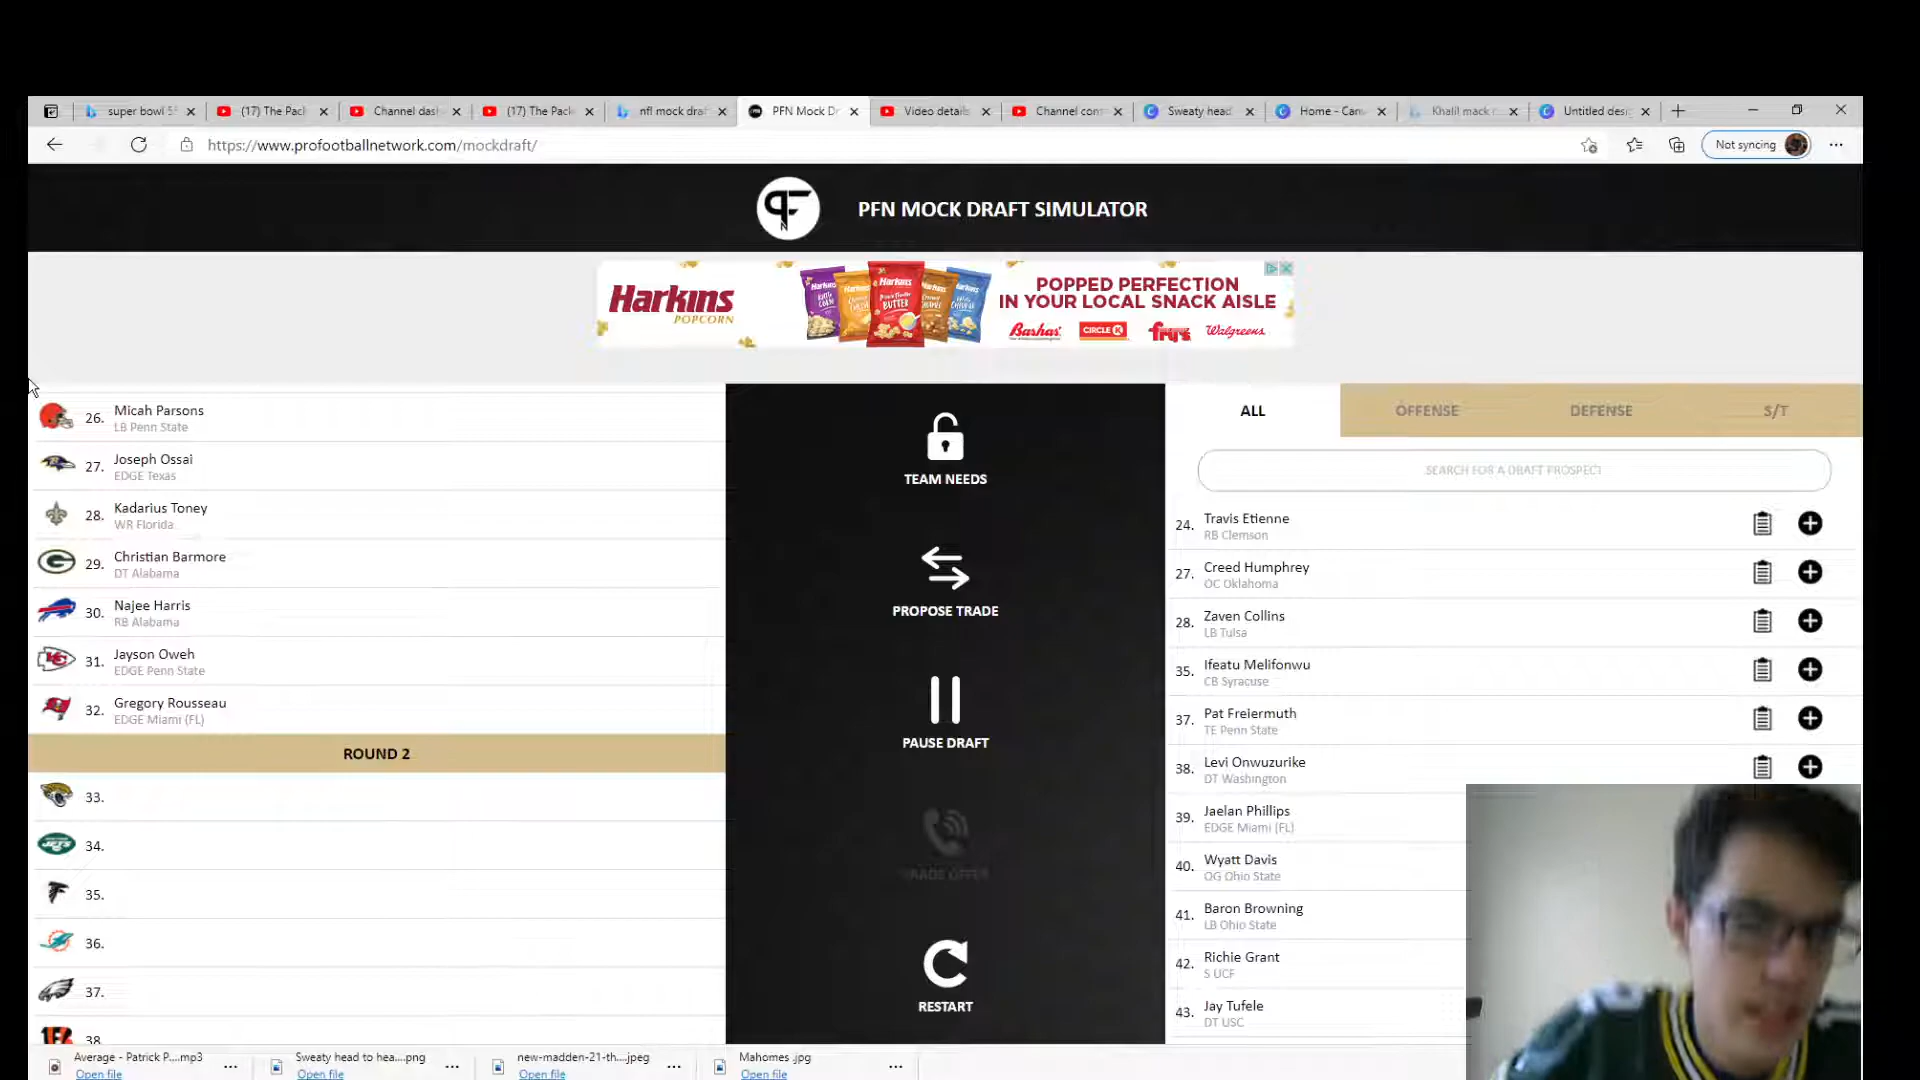 super bowl 5
(17) The Pacl
Channel das
(17) The Pack
nfl mock dra
PFN Mock Dr
Video details
Channel con
Sweaty head
Home - Can
Khalil mack
Untitled desi
https://www.profootballnetwork.com/mockdraft/
Not syncing
PFN MOCK DRAFT SIMULATOR
Harkins
POPCORN
POPPED PERFECTION
IN YOUR LOCAL SNACK AISLE
Bashas'
CIRCLE K
fry's
Walgreens
26. Micah Parsons
LB Penn State
27. Joseph Ossai
EDGE Texas
28. Kadarius Toney
WR Florida
29. Christian Barmore
DT Alabama
30. Najee Harris
RB Alabama
31. Jayson Oweh
EDGE Penn State
32. Gregory Rousseau
EDGE Miami (FL)
ROUND 2
33.
34.
35.
36.
37.
38.
TEAM NEEDS
PROPOSE TRADE
PAUSE DRAFT
TRADE OFFER
RESTART
ALL
OFFENSE
DEFENSE
S/T
SEARCH FOR A DRAFT PROSPECT
24. Travis Etienne
RB Clemson
27. Creed Humphrey
OC Oklahoma
28. Zaven Collins
LB Tulsa
35. Ifeatu Melifonwu
CB Syracuse
37. Pat Freiermuth
TE Penn State
38. Levi Onwuzurike
DT Washington
39. Jaelan Phillips
EDGE Miami (FL)
40. Wyatt Davis
OG Ohio State
41. Baron Browning
LB Ohio State
42. Richie Grant
S UCF
43. Jay Tufele
DT USC
Average - Patrick P....mp3
Open file
Sweaty head to hea....png
Open file
new-madden-21-th....jpeg
Open file
Mahomes .jpg
Open file